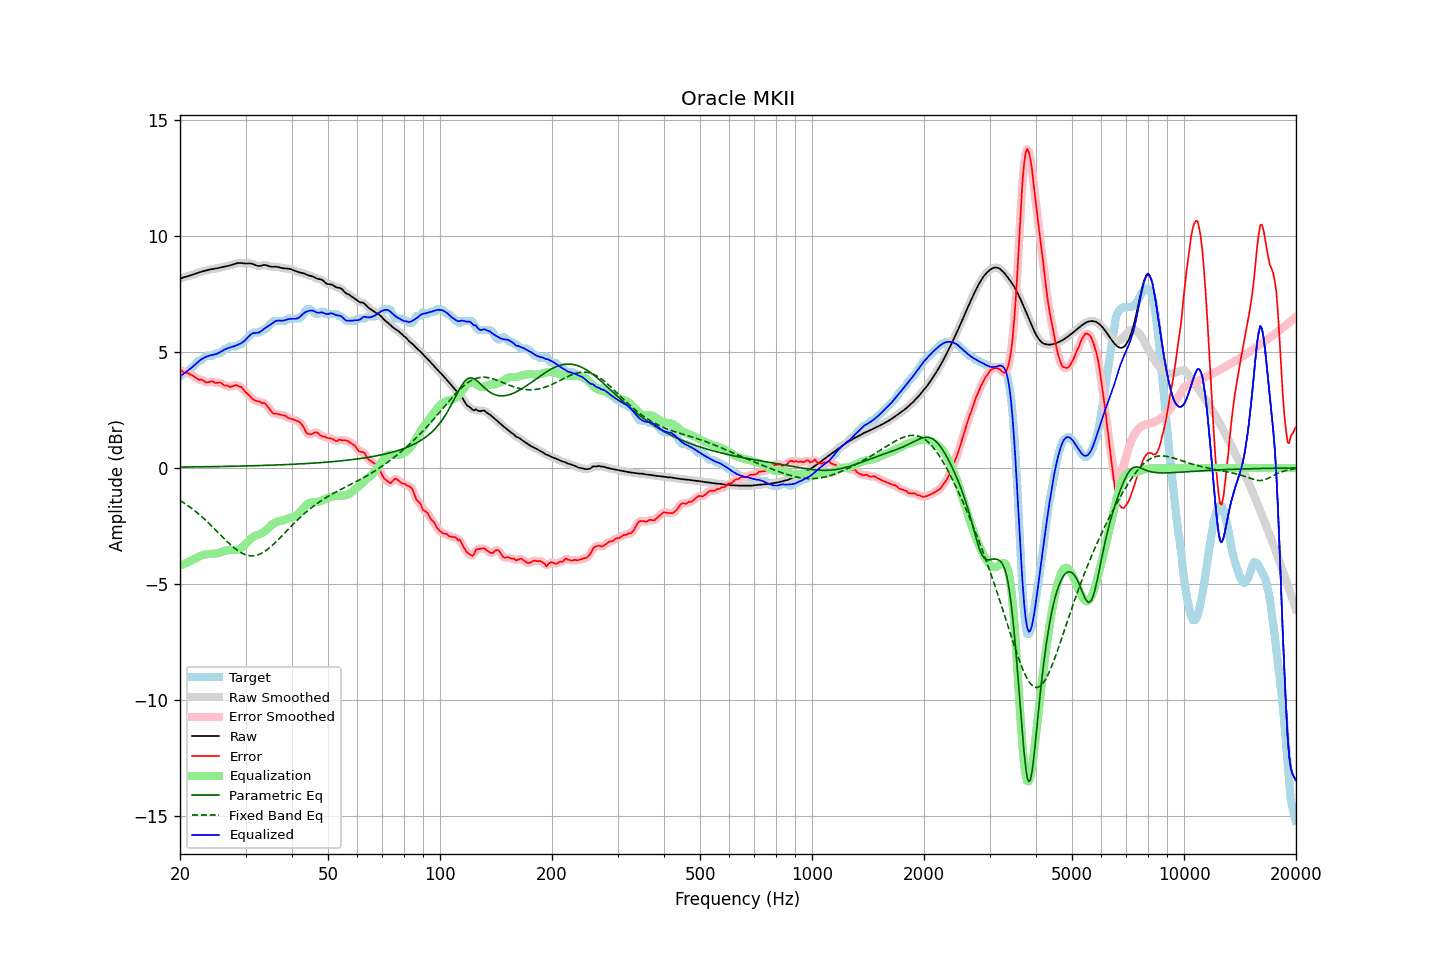 Oracle MKII
Amplitude (dBr)
15
10
5
0
−5
−10
−15
Target
Raw Smoothed
Error Smoothed
Raw
Error
Equalization
Parametric Eq
Fixed Band Eq
Equalized
20 50 100 200 500 1000 2000 5000 10000 20000
Frequency (Hz)